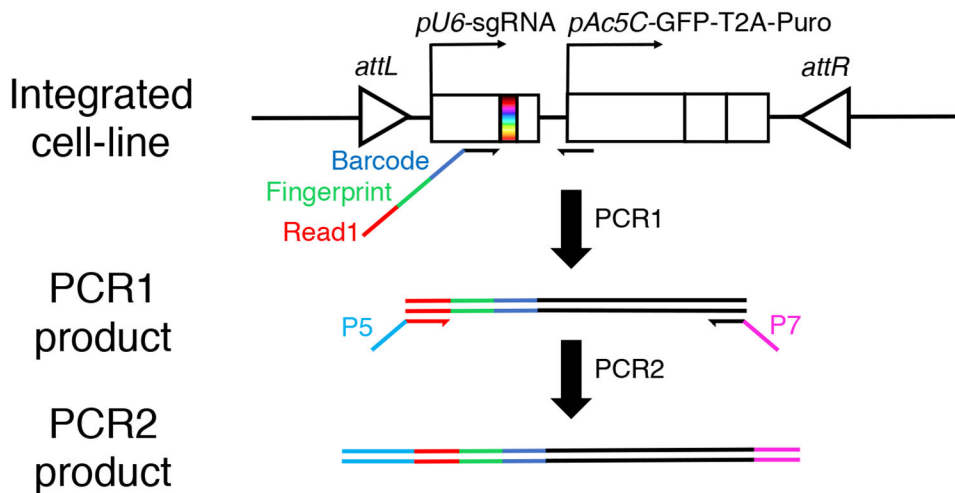 pU6-sgRNA
pAc5C-GFP-T2A-Puro
attL
attR
Integrated
cell-line
Barcode
Fingerprint
Read1
PCR1
PCR1
product
P5
P7
PCR2
PCR2
product